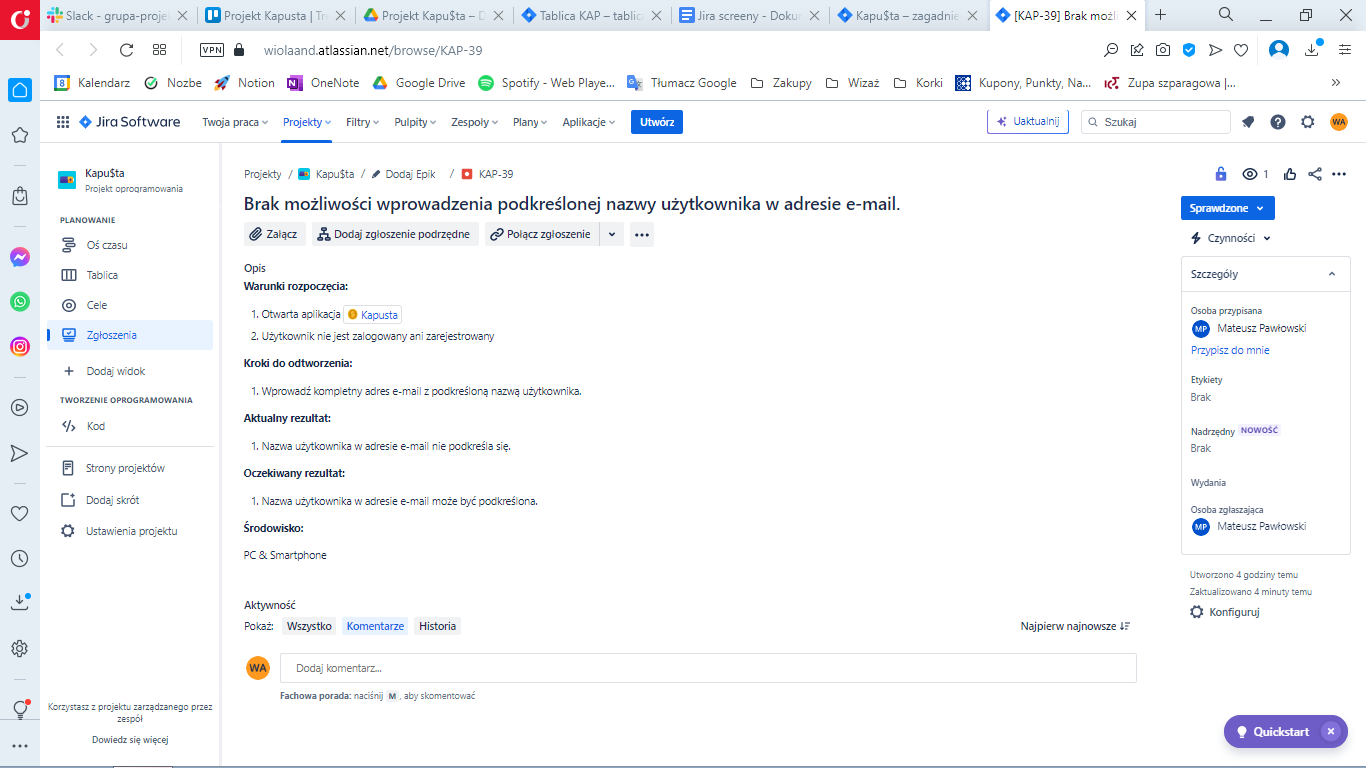 Slack - grupa-proje
Projekt Kapusta | Tr
Projekt Kapu$ta – D
Tablica KAP – tablic
Jira screeny - Doku
Kapu$ta – zagadnie
[KAP-39] Brak możli
VPN
wiolaand.atlassian.net/browse/KAP-39
Kalendarz
Nozbe
Notion
OneNote
Google Drive
Spotify - Web Playe...
Tłumacz Google
Zakupy
Wizaż
Korki
Kupony, Punkty, Na...
Zupa szparagowa |...
Jira Software
Twoja praca
Projekty
Filtry
Pulpity
Zespoły
Plany
Aplikacje
Utwórz
Uaktualnij
Szukaj
WA
Kapu$ta
Projekt oprogramowania
PLANOWANIE
Oś czasu
Tablica
Cele
Zgłoszenia
Dodaj widok
TWORZENIE OPROGRAMOWANIA
Kod
Strony projektów
Dodaj skrót
Ustawienia projektu
Korzystasz z projektu zarządzanego przez
zespół
Dowiedz się więcej
Projekty / Kapu$ta / Dodaj Epik / KAP-39
Brak możliwości wprowadzenia podkreślonej nazwy użytkownika w adresie e-mail.
Załącz
Dodaj zgłoszenie podrzędne
Połącz zgłoszenie
Opis
Warunki rozpoczęcia:
1. Otwarta aplikacja Kapusta
2. Użytkownik nie jest zalogowany ani zarejestrowany
Kroki do odtworzenia:
1. Wprowadź kompletny adres e-mail z podkreśloną nazwą użytkownika.
Aktualny rezultat:
1. Nazwa użytkownika w adresie e-mail nie podkreśla się.
Oczekiwany rezultat:
1. Nazwa użytkownika w adresie e-mail może być podkreślona.
Środowisko:
PC & Smartphone
Aktywność
Pokaż: Wszystko Komentarze Historia
Najpierw najnowsze
WA
Dodaj komentarz...
Fachowa porada: naciśnij M, aby skomentować
1
Sprawdzone
Czynności
Szczegóły
Osoba przypisana
MP Mateusz Pawłowski
Przypisz do mnie
Etykiety
Brak
Nadrzędny NOWOŚĆ
Brak
Wydania
Osoba zgłaszająca
MP Mateusz Pawłowski
Utworzono 4 godziny temu
Zaktualizowano 4 minuty temu
Konfiguruj
Quickstart